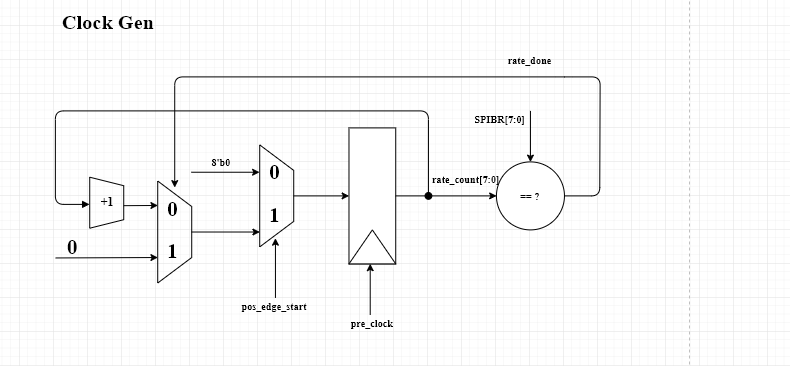 Clock Gen
rate_done
SPIBR[7:0]
8'b0
0
rate_count[7:0]
+1
0
== ?
1
0
1
pos_edge_start
pre_clock